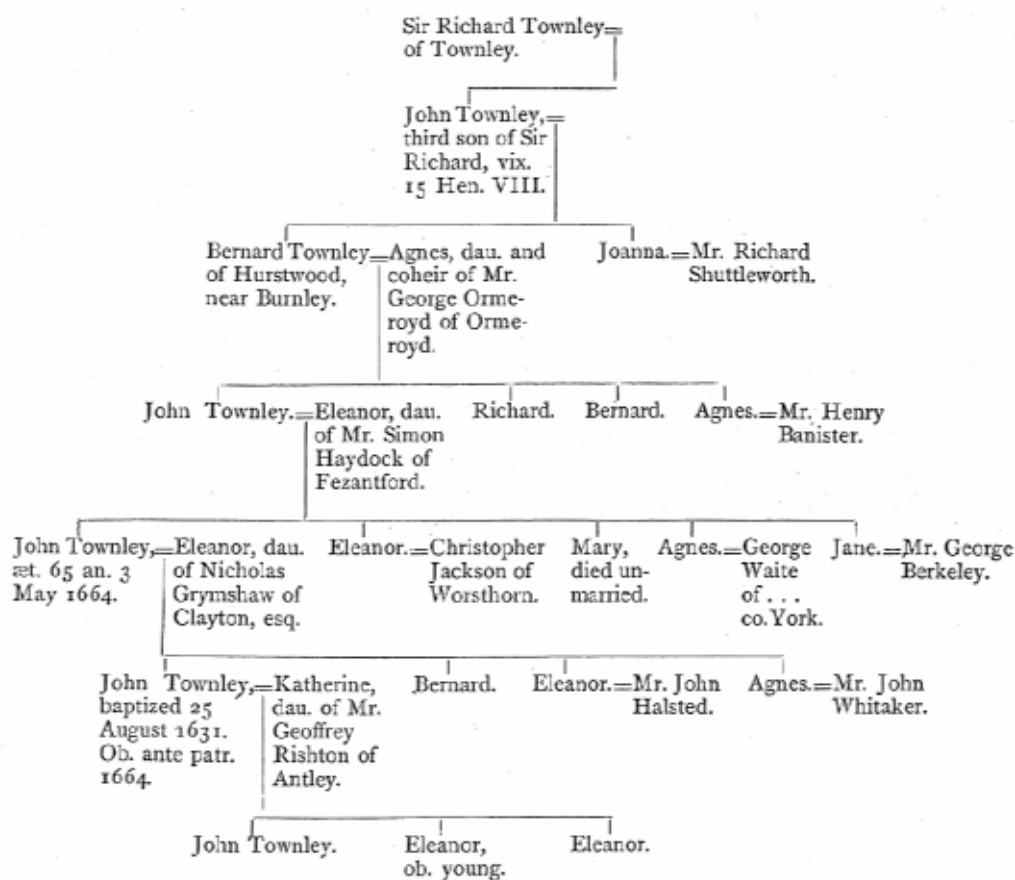 Sir Richard Townley=
of Townley.
John Townley,=
third son of Sir
Richard, vix.
15 Hen. VIII.
Bernard Townley=Agnes, dau. and
of Hurstwood, coheir of Mr.
near Burnley. George Orme-
royd of Orme-
royd.
Joanna.=Mr. Richard
Shuttleworth.
John Townley.=Eleanor, dau.
of Mr. Simon
Haydock of
Fezantford.
Richard.
Bernard.
Agnes.=Mr. Henry
Banister.
John Townley,=Eleanor, dau.
æt. 65 an. 3 of Nicholas
May 1664. Grymshaw of
Clayton, esq.
Eleanor.=Christopher
Jackson of
Worsthorn.
Mary,
died un-
married.
Agnes.=George
Waite
of . . .
co. York.
Jane.=Mr. George
Berkeley.
John Townley,=Katherine,
baptized 25 dau. of Mr.
August 1631. Geoffrey
Ob. ante patr. Rishton of
1664. Antley.
Bernard.
Eleanor.=Mr. John
Halsted.
Agnes.=Mr. John
Whitaker.
John Townley.
Eleanor,
ob. young.
Eleanor.